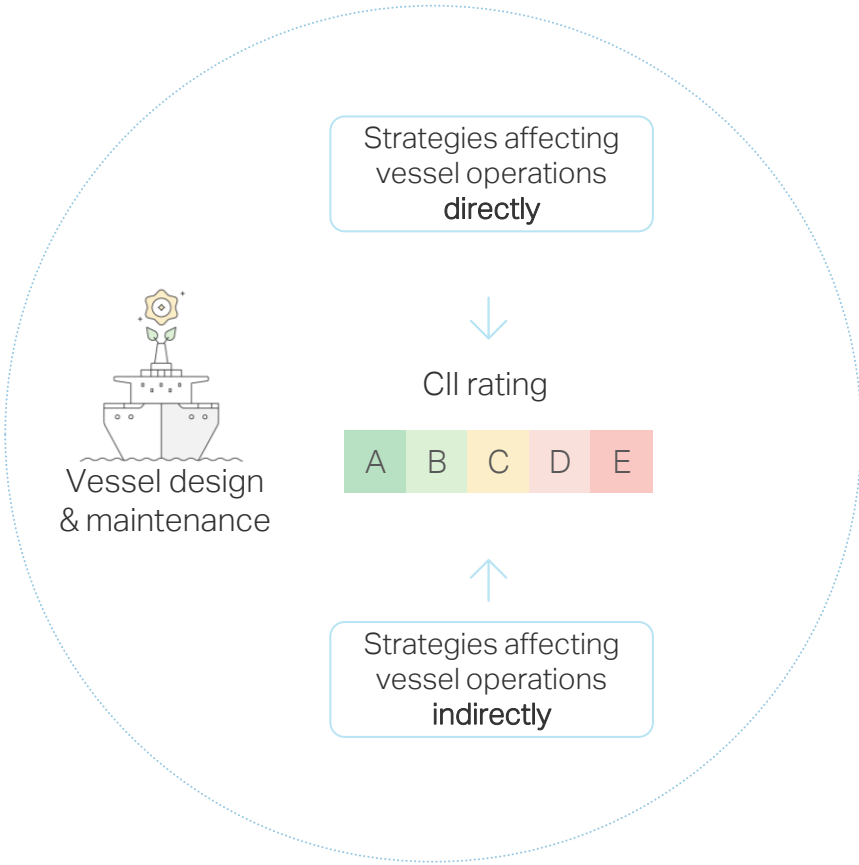 Strategies affecting
vessel operations
directly
CII rating
A B C D E
Vessel design
& maintenance
Strategies affecting
vessel operations
indirectly